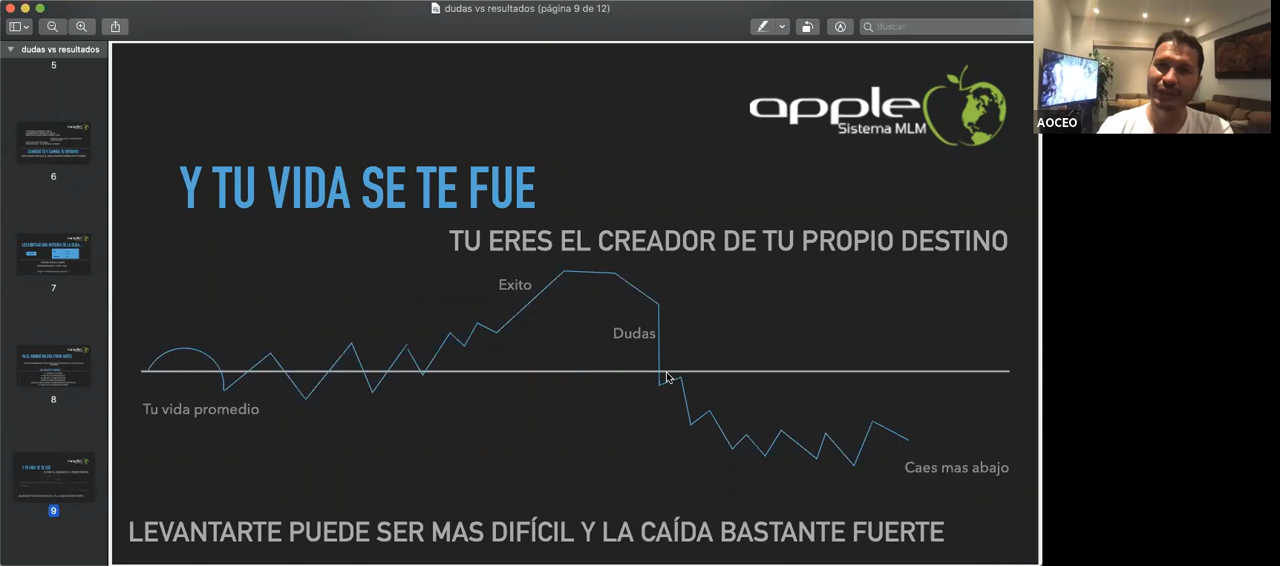 dudas vs resultados (página 9 de 12)
Buscar
dudas vs resultados
5
6
7
8
9
apple
Sistema MLM
AOCEO
Y TU VIDA SE TE FUE
TU ERES EL CREADOR DE TU PROPIO DESTINO
Exito
Dudas
Tu vida promedio
Caes mas abajo
LEVANTARTE PUEDE SER MAS DIFÍCIL Y LA CAÍDA BASTANTE FUERTE